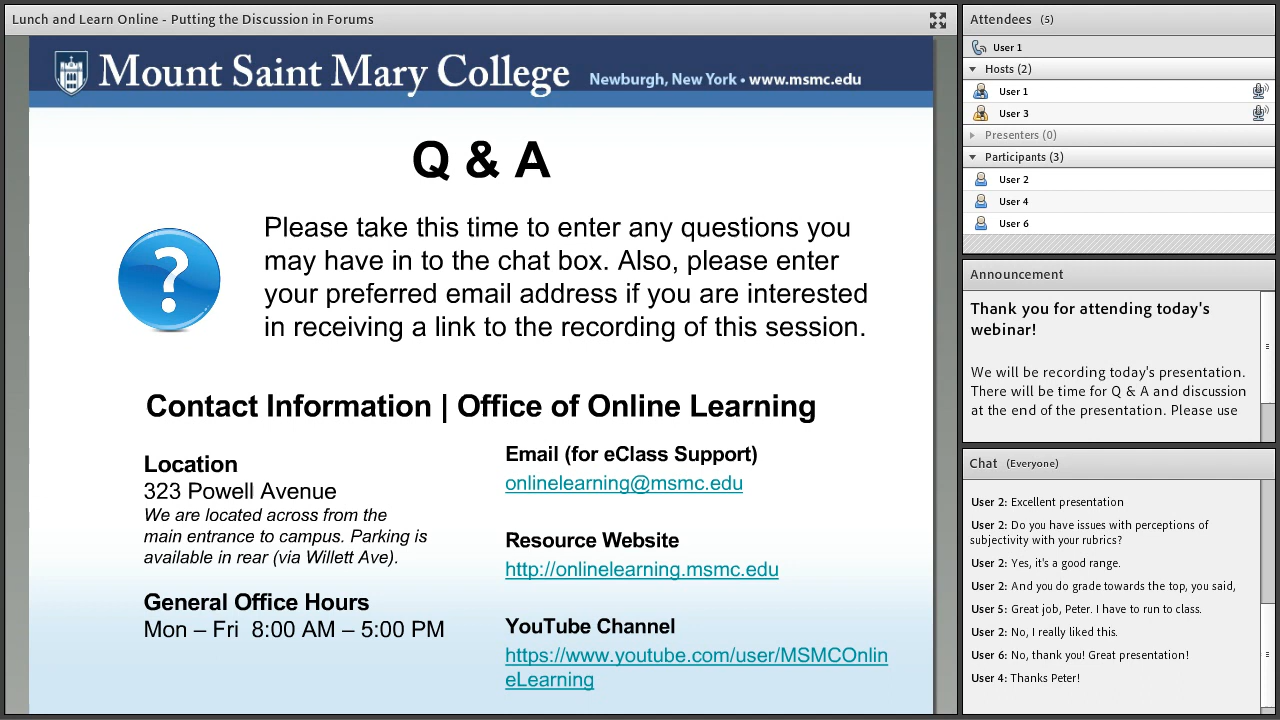 Lunch and Learn Online - Putting the Discussion in Forums
Mount Saint Mary College Newburgh, New York • www.msmc.edu
Q & A
Please take this time to enter any questions you
may have in to the chat box. Also, please enter
your preferred email address if you are interested
in receiving a link to the recording of this session.
Contact Information | Office of Online Learning
Location
323 Powell Avenue
We are located across from the
main entrance to campus. Parking is
available in rear (via Willett Ave).
General Office Hours
Mon – Fri 8:00 AM – 5:00 PM
Email (for eClass Support)
onlinelearning@msmc.edu
Resource Website
http://onlinelearning.msmc.edu
YouTube Channel
https://www.youtube.com/user/MSMCOnlin
eLearning
Attendees (5)
User 1
Hosts (2)
User 1
User 3
Presenters (0)
Participants (3)
User 2
User 4
User 6
Announcement
Thank you for attending today's
webinar!
We will be recording today's presentation.
There will be time for Q & A and discussion
at the end of the presentation. Please use
Chat (Everyone)
User 2: Excellent presentation
User 2: Do you have issues with perceptions of
subjectivity with your rubrics?
User 2: Yes, it's a good range.
User 2: And you do grade towards the top, you said,
User 5: Great job, Peter. I have to run to class.
User 2: No, I really liked this.
User 6: No, thank you! Great presentation!
User 4: Thanks Peter!